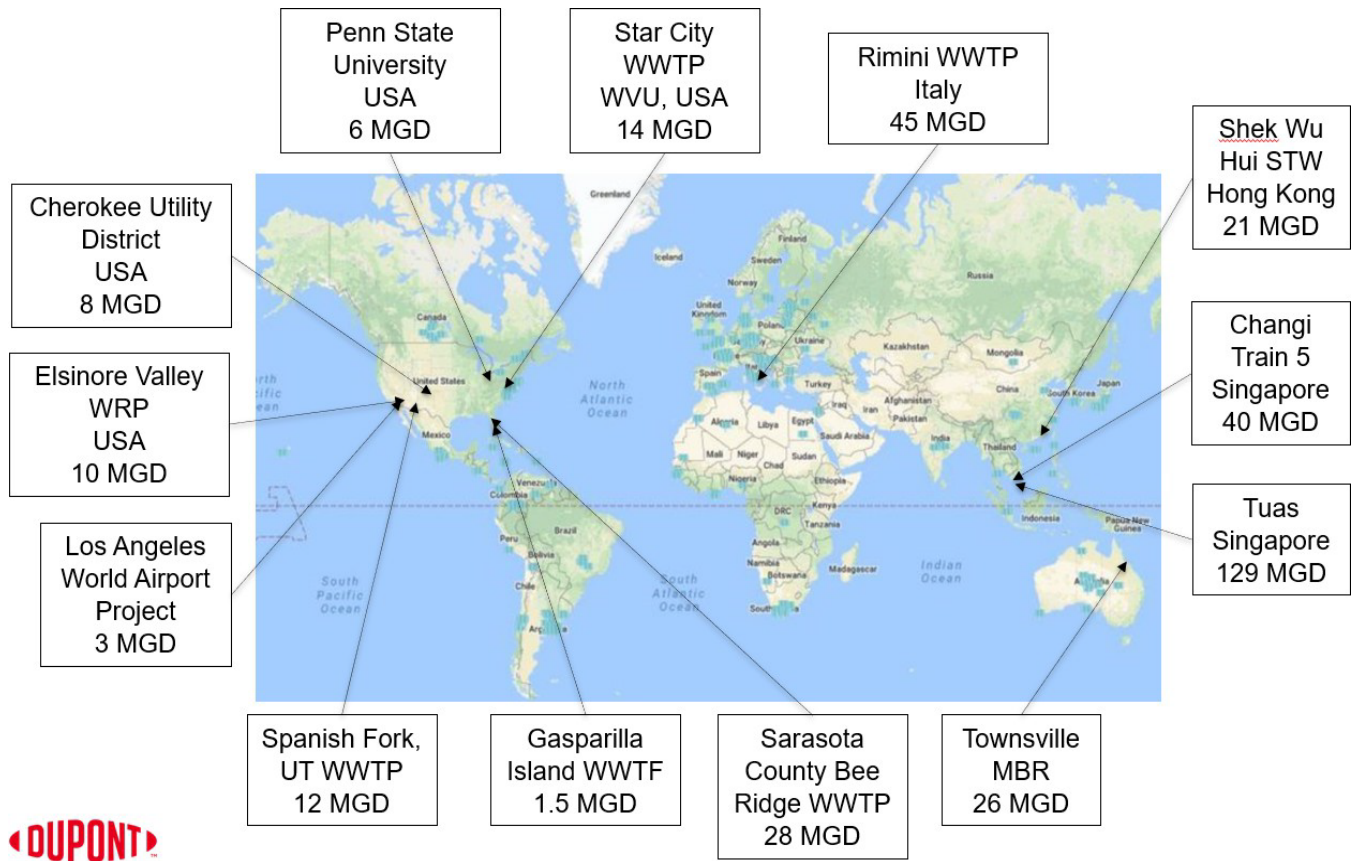 Penn State
University
USA
6 MGD
Star City
WWTP
WVU, USA
14 MGD
Rimini WWTP
Italy
45 MGD
Shek Wu
Hui STW
Hong Kong
21 MGD
Cherokee Utility
District
USA
8 MGD
Changi
Train 5
Singapore
40 MGD
Elsinore Valley
WRP
USA
10 MGD
Tuas
Singapore
129 MGD
Los Angeles
World Airport
Project
3 MGD
Spanish Fork,
UT WWTP
12 MGD
Gasparilla
Island WWTF
1.5 MGD
Sarasota
County Bee
Ridge WWTP
28 MGD
Townsville
MBR
26 MGD
Greenland
Iceland
Finland
Sweden
Norway
Russia
United
Kingdom
Ukraine
Canada
Kazakhstan
Mongolia
Spain
Turkey
United States
North
Atlantic
Ocean
China
Japan
South Korea
Afghanistan
Pakistan
Iraq
Iran
Mexico
Libya
Egypt
Saudi Arabia
India
Thailand
Mali
Niger
Chad
Sudan
Nigeria
Ethiopia
Venezuela
Colombia
DRC
Kenya
Tanzania
Indonesia
Papua New
Guinea
Peru
Brazil
Bolivia
Angola
Namibia
Botswana
Madagascar
Indian
Ocean
South
Pacific
Ocean
South
Atlantic
Ocean
Chile
DUPONT